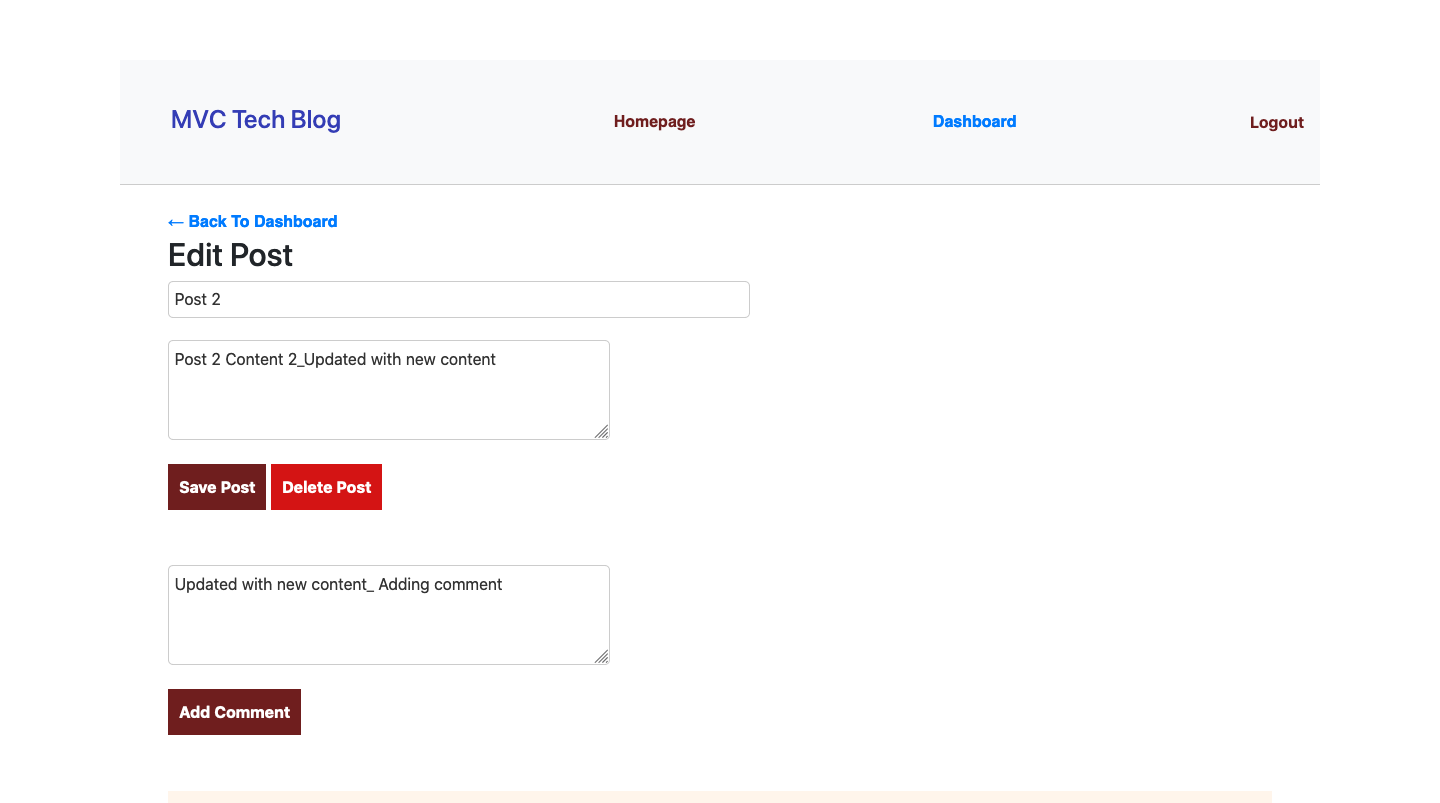 MVC Tech Blog Homepage Dashboard Logout
← Back To Dashboard
Edit Post
Post 2
Post 2 Content 2_Updated with new content
Save Post Delete Post
Updated with new content_ Adding comment
Add Comment